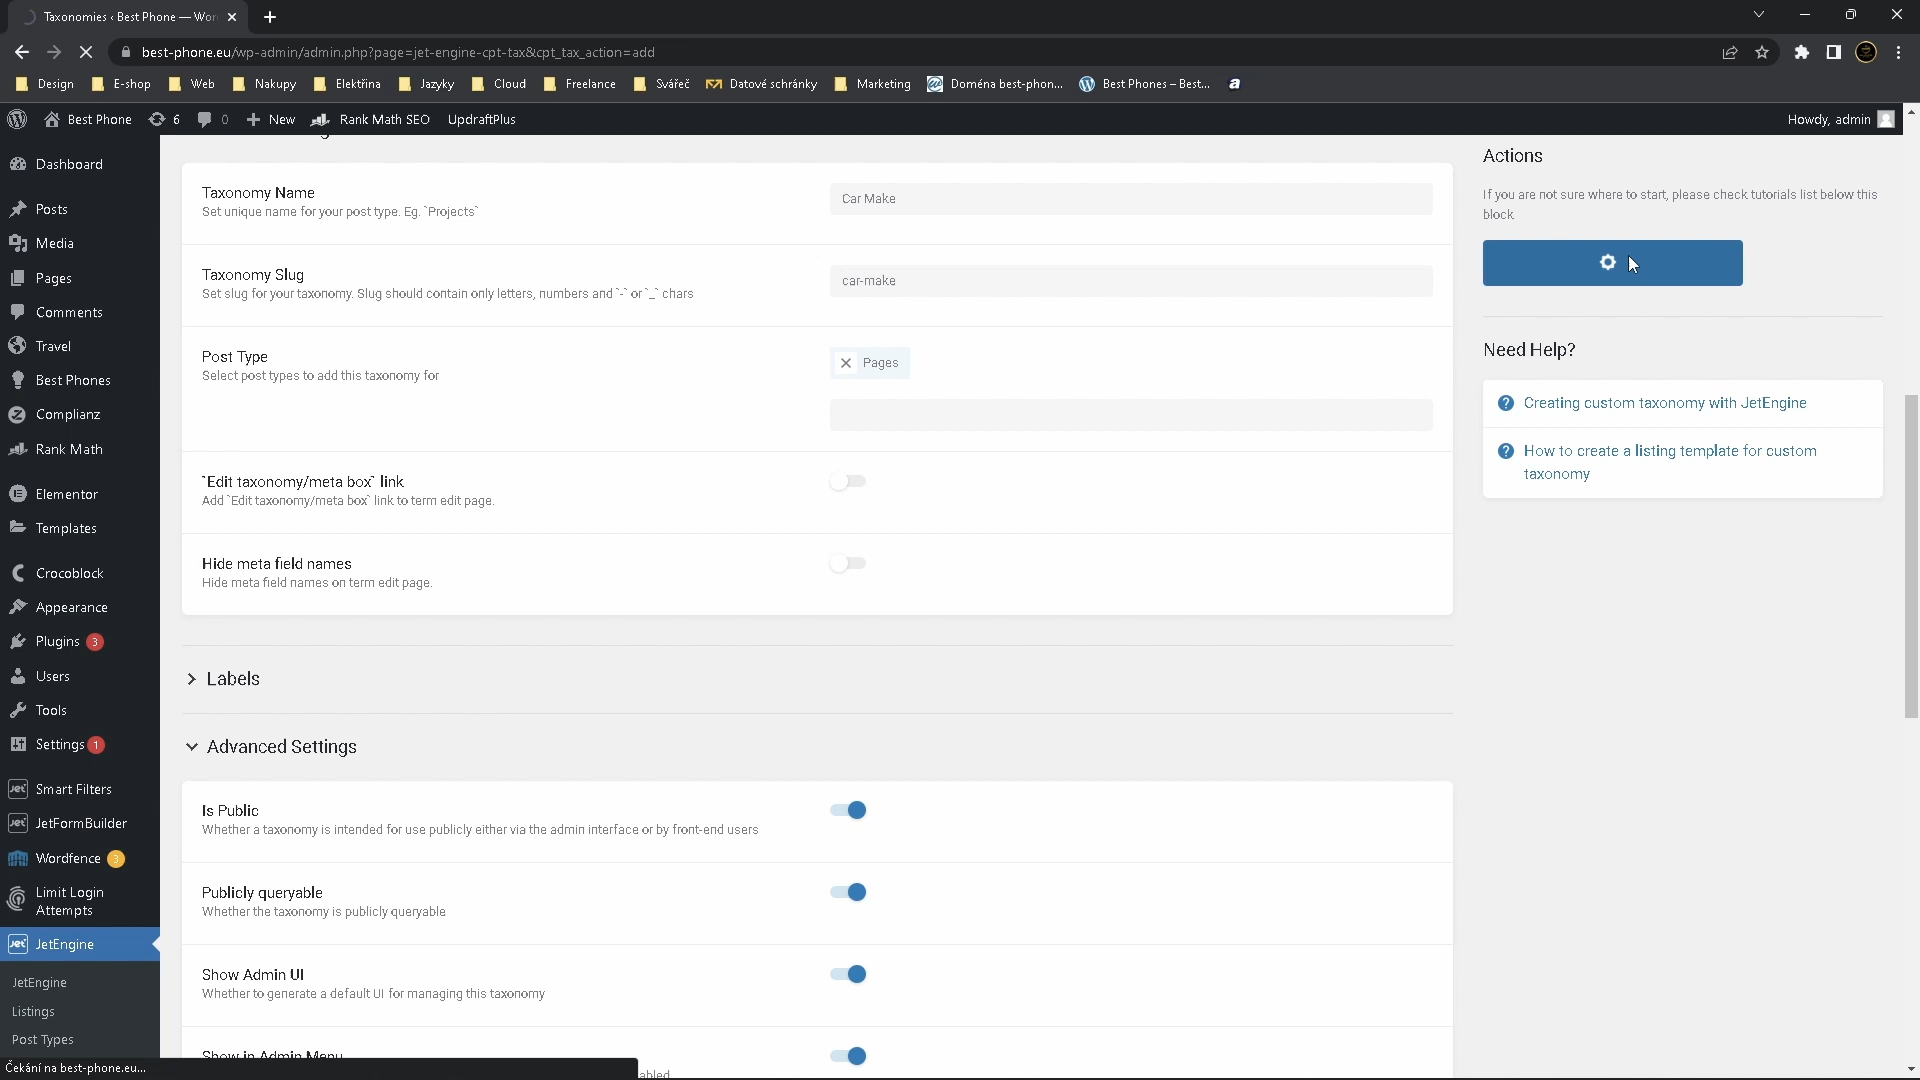 Taxonomies ‹ Best Phone — Wor
best-phone.eu/wp-admin/admin.php?page=jet-engine-cpt-tax&cpt_tax_action=add
Design
E-shop
Web
Nakupy
Elektřina
Jazyky
Cloud
Freelance
Svářeč
Datové schránky
Marketing
Doména best-phon...
Best Phones – Best...
a
Best Phone
6
0
New
Rank Math SEO
UpdraftPlus
Howdy, admin
Dashboard
Posts
Media
Pages
Comments
Travel
Best Phones
Complianz
Rank Math
Elementor
Templates
Crocoblock
Appearance
Plugins 3
Users
Tools
Settings 1
Smart Filters
JetFormBuilder
Wordfence 3
Limit Login
Attempts
JetEngine
JetEngine
Listings
Post Types
Čekání na best-phone.eu...
Taxonomy Name
Set unique name for your post type. Eg. `Projects`
Car Make
Taxonomy Slug
Set slug for your taxonomy. Slug should contain only letters, numbers and `-` or `_` chars
car-make
Post Type
Select post types to add this taxonomy for
Pages
`Edit taxonomy/meta box` link
Add `Edit taxonomy/meta box` link to term edit page.
Hide meta field names
Hide meta field names on term edit page.
Labels
Advanced Settings
Is Public
Whether a taxonomy is intended for use publicly either via the admin interface or by front-end users
Publicly queryable
Whether the taxonomy is publicly queryable
Show Admin UI
Whether to generate a default UI for managing this taxonomy
Show in Admin Menu
Actions
If you are not sure where to start, please check tutorials list below this
block
Need Help?
Creating custom taxonomy with JetEngine
How to create a listing template for custom
taxonomy